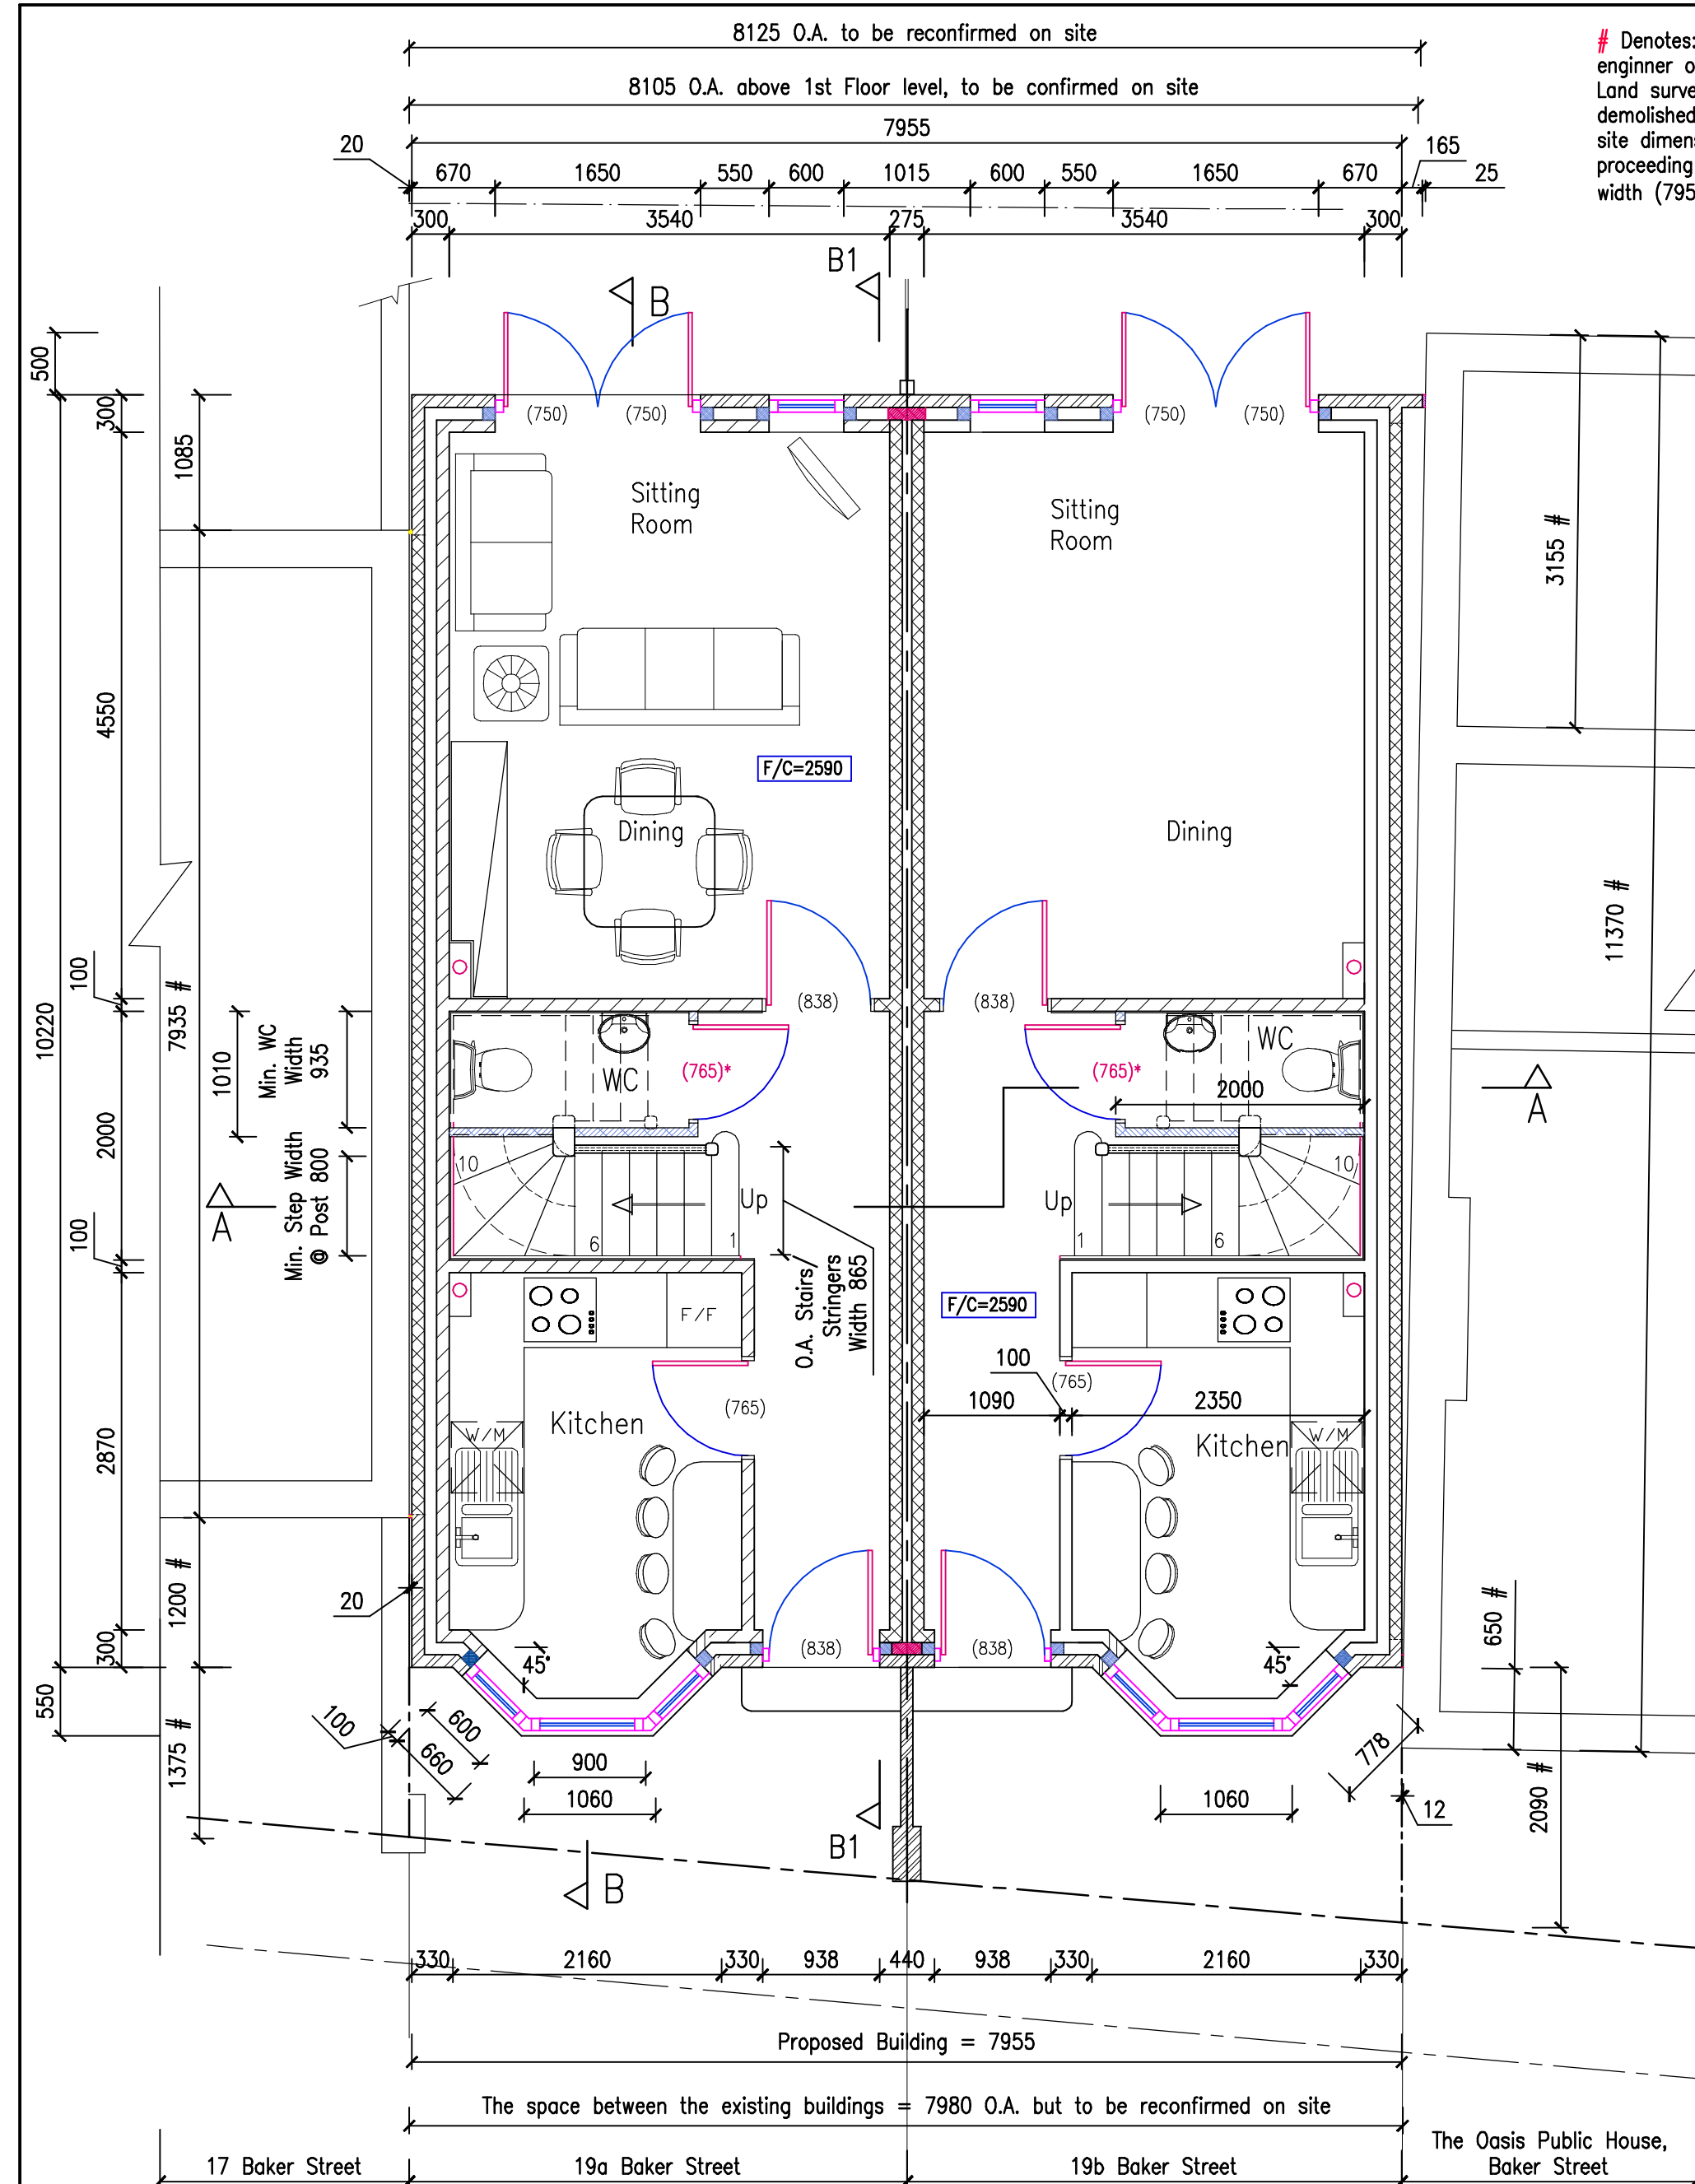 8125 O.A. to be reconfirmed on site
# Denotes:
enginner o
Land surve
demolished
site dimens
proceeding
width (795
8105 O.A. above 1st Floor level, to be confirmed on site
7955
20
165
670 1650 550 600 1015 600 550 1650 670 25
300 3540 275 3540 300
B1
B
500
300
1085
(750) (750) (750) (750)
Sitting
Room
Sitting
Room
3155 #
4550
F/C=2590
Dining
Dining
11370 #
100
7935 #
10220
(838) (838)
1010
Min. WC
Width
935
WC
(765)*
(765)*
WC
2000
A
2000
Min. Step Width
@ Post 800
A
10
6
1
Up
Up
1
6
10
100
O.A. Stairs/
Stringers
Width 865
F/F
F/C=2590
100
(765)
1090
2350
(765)
2870
Kitchen
W/M
Kitchen
W/M
1200 #
20
650 #
300
(838) (838)
45°
45°
550
1375 #
100
600
660
900
1060
778
1060
12
2090 #
B1
B
330 2160 330 938 440 938 330 2160 330
Proposed Building = 7955
The space between the existing buildings = 7980 O.A. but to be reconfirmed on site
The Oasis Public House,
Baker Street
17 Baker Street
19a Baker Street
19b Baker Street